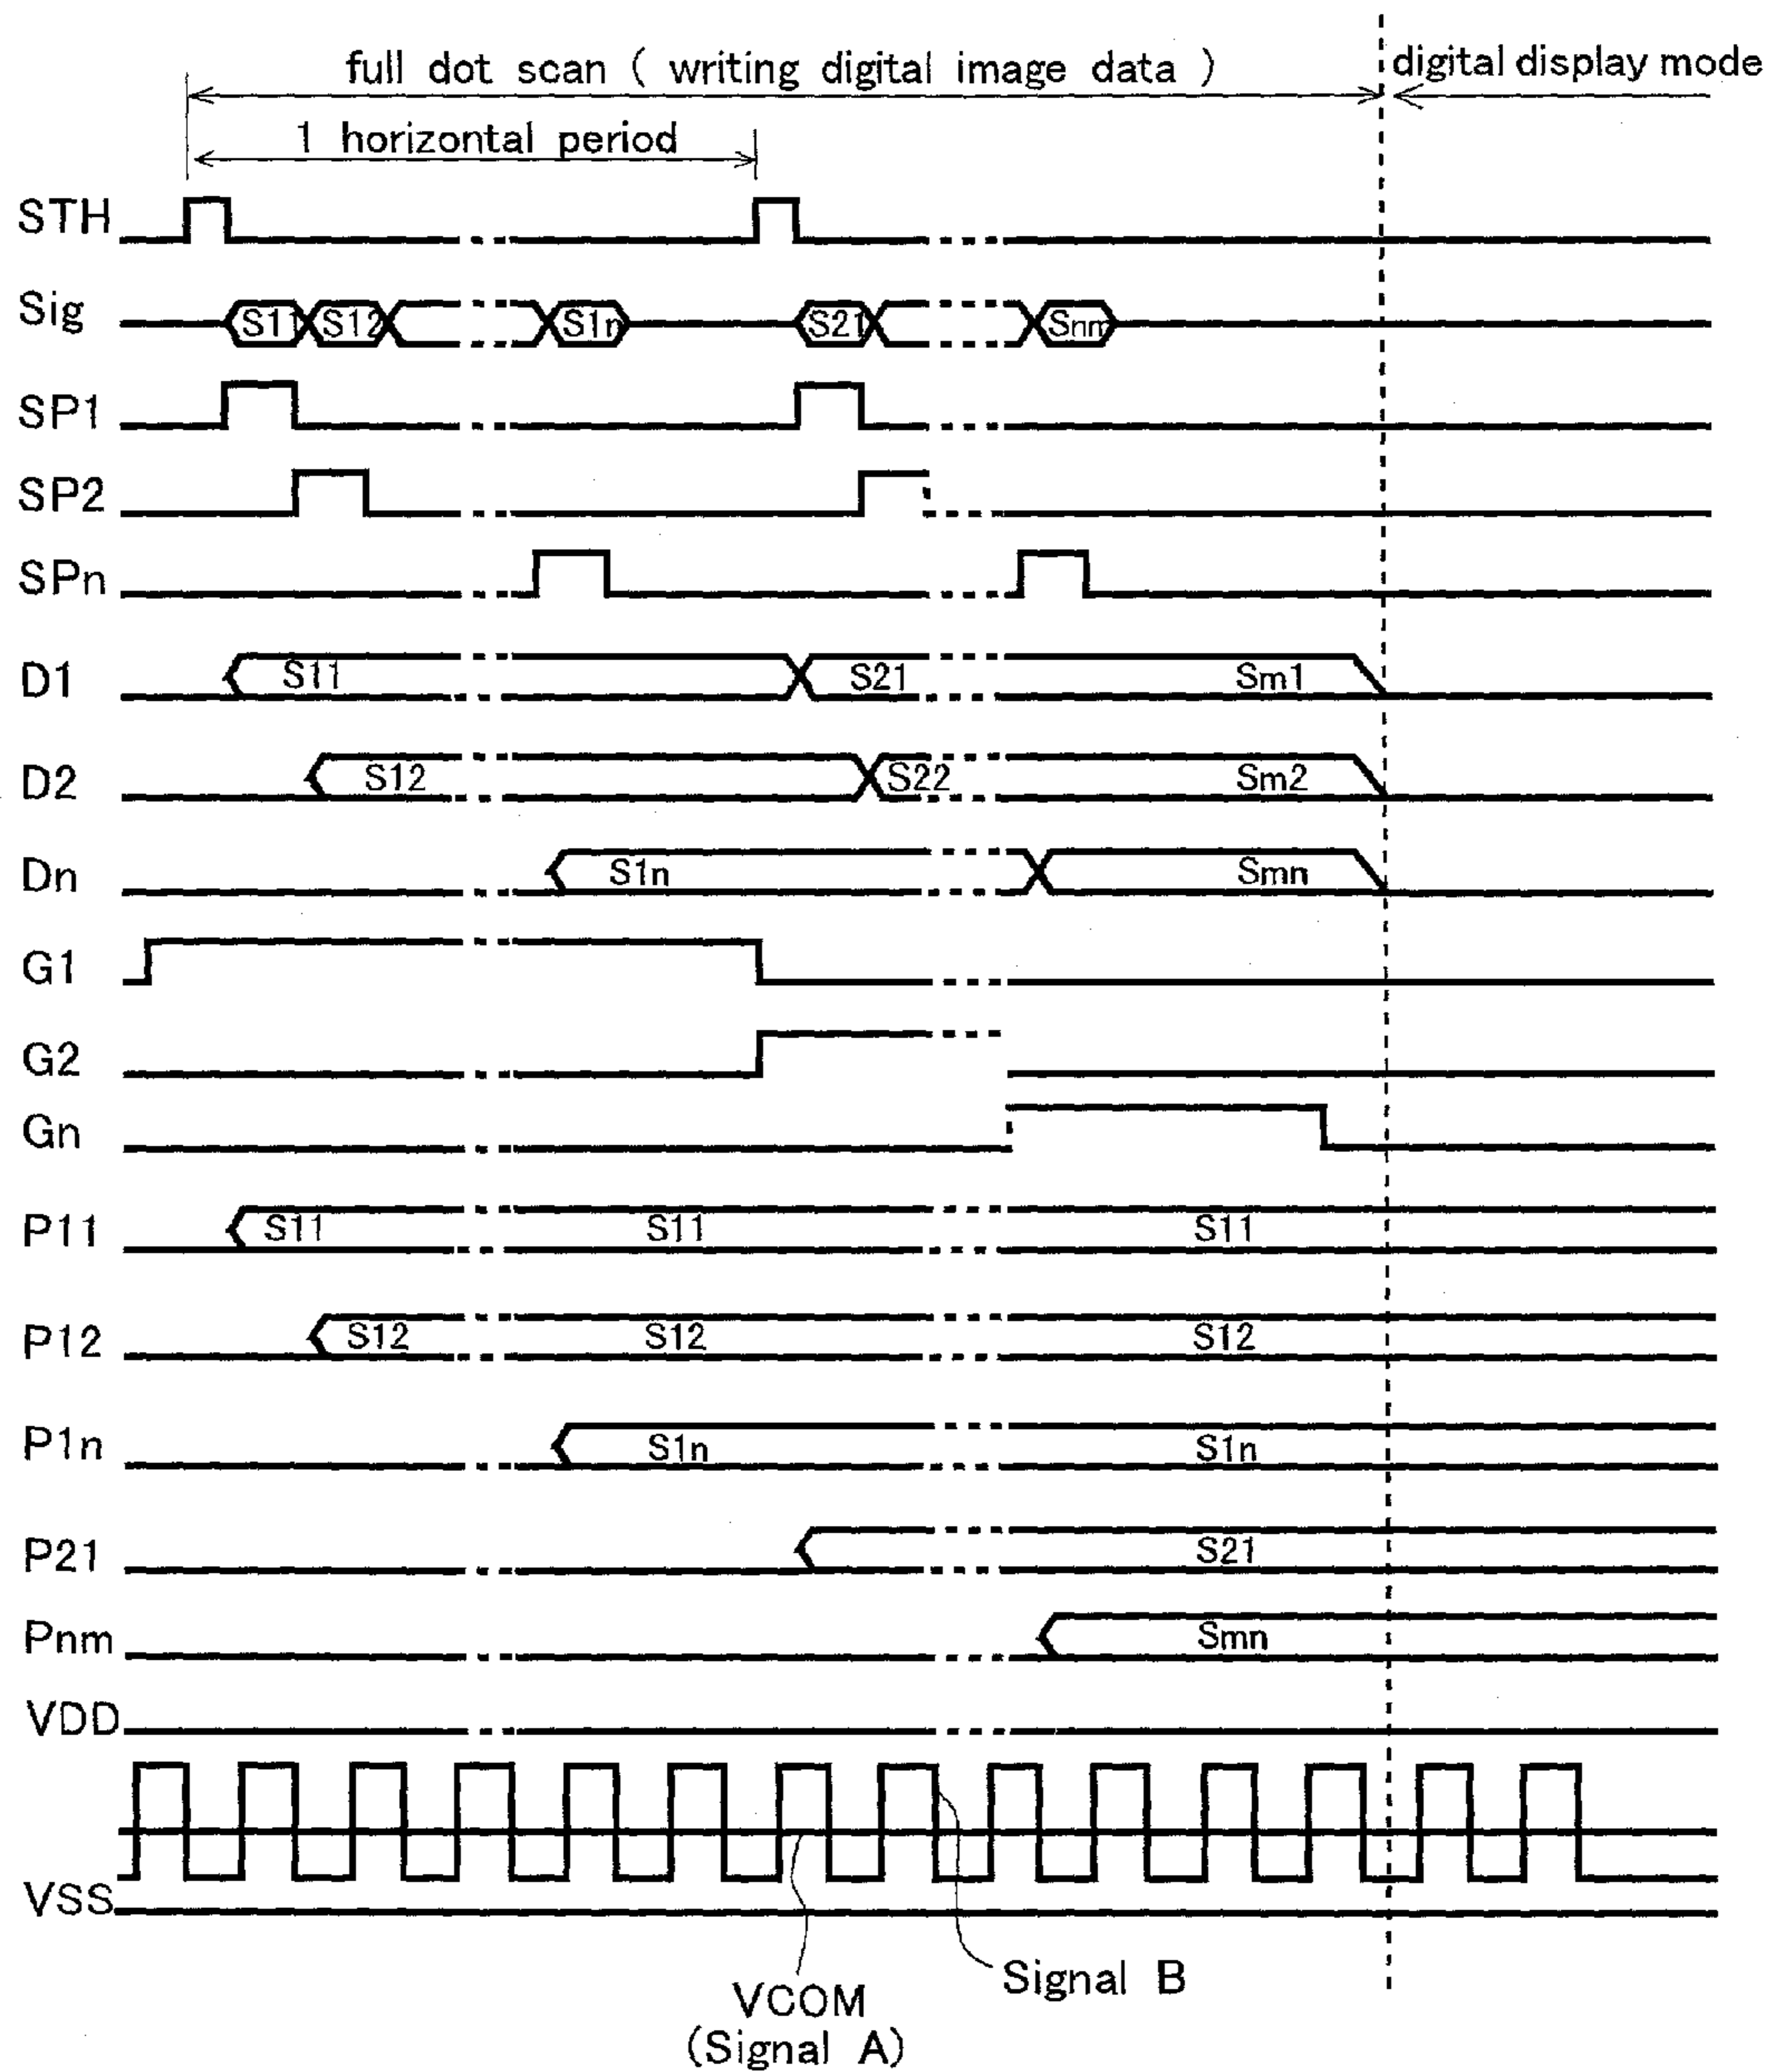 full dot scan ( writing digital image data )
digital display mode
1 horizontal period
STH
Sig S11 S12 S1n S21 Snm
SP1
SP2
SPn
D1 S11 S21 Sm1
D2 S12 S22 Sm2
Dn S1n Smn
G1
G2
Gn
P11 S11 S11 S11
P12 S12 S12 S12
P1n S1n S1n
P21 S21
Pnm Smn
VDD
VSS
Signal B
VCOM
(Signal A)